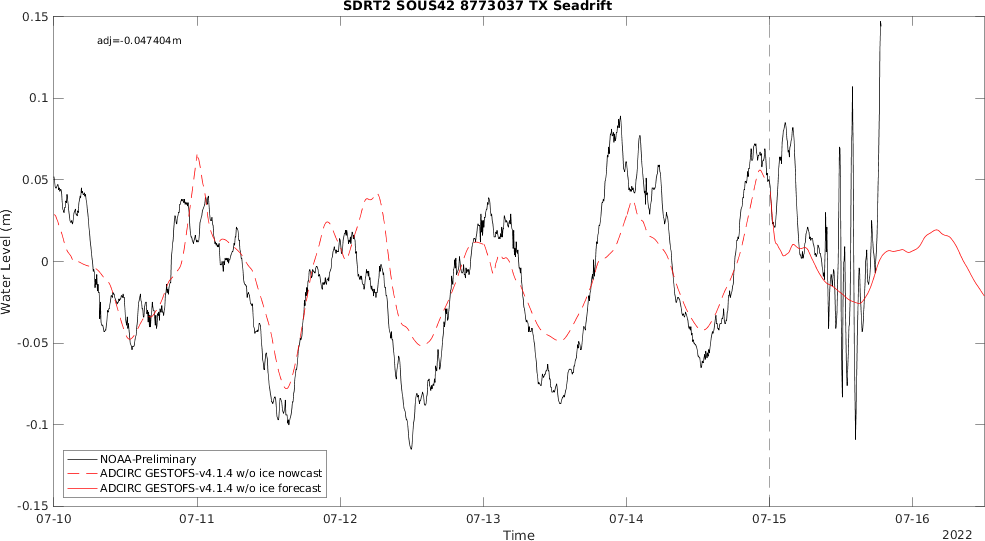 SDRT2 SOUS42 8773037 TX Seadrift
adj=-0.047404m
0.15
0.1
0.05
0
-0.05
-0.1
-0.15
Water Level (m)
NOAA-Preliminary
ADCIRC GESTOFS-v4.1.4 w/o ice nowcast
ADCIRC GESTOFS-v4.1.4 w/o ice forecast
07-10 07-11 07-12 07-13 07-14 07-15 07-16
Time
2022